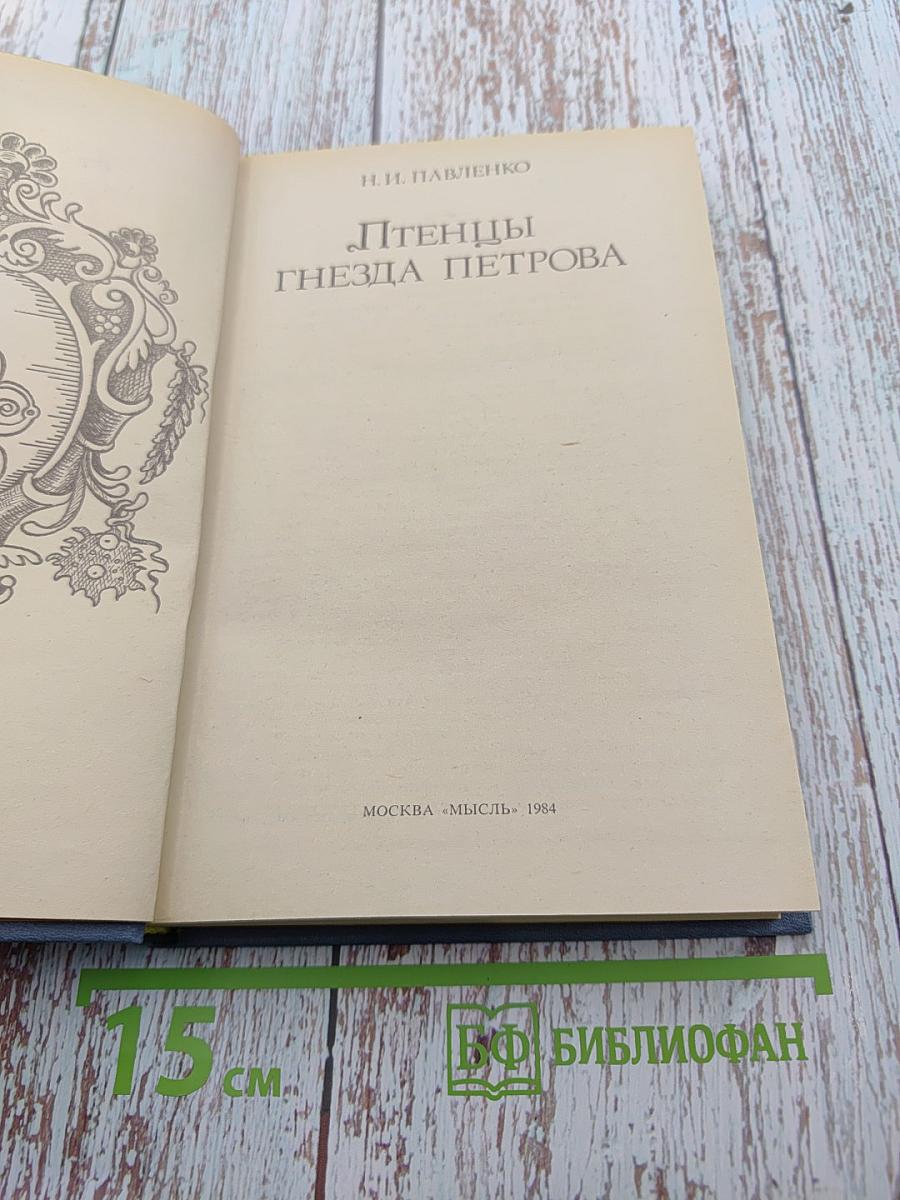 Н. И. ПАВЛЕНКО
ПТЕНЦЫ
ГНЕЗДА ПЕТРОВА
МОСКВА «МЫСЛЬ» 1984
15 см
БФ БИБЛИОФАН